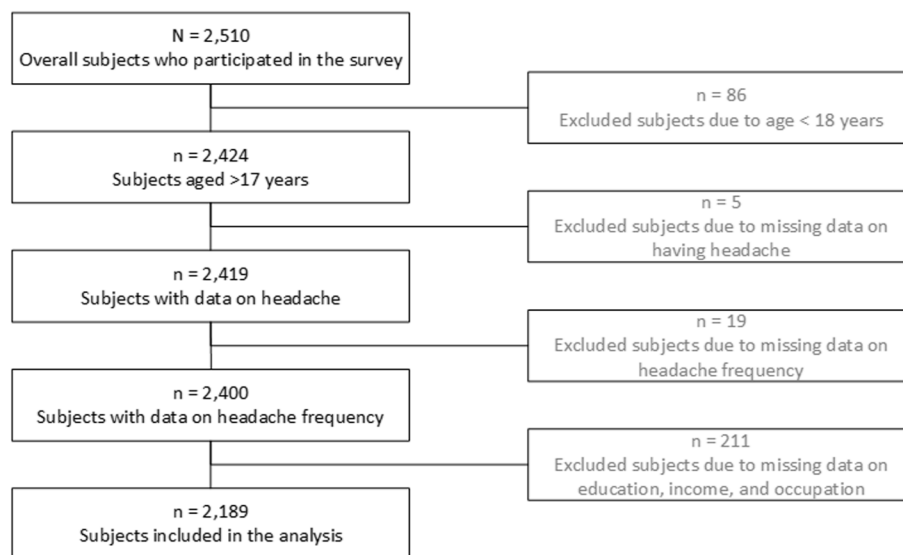 N = 2,510
Overall subjects who participated in the survey
n = 86
Excluded subjects due to age < 18 years
n = 2,424
Subjects aged >17 years
n = 5
Excluded subjects due to missing data on
having headache
n = 2,419
Subjects with data on headache
n = 19
Excluded subjects due to missing data on
headache frequency
n = 2,400
Subjects with data on headache frequency
n = 211
Excluded subjects due to missing data on
education, income, and occupation
n = 2,189
Subjects included in the analysis